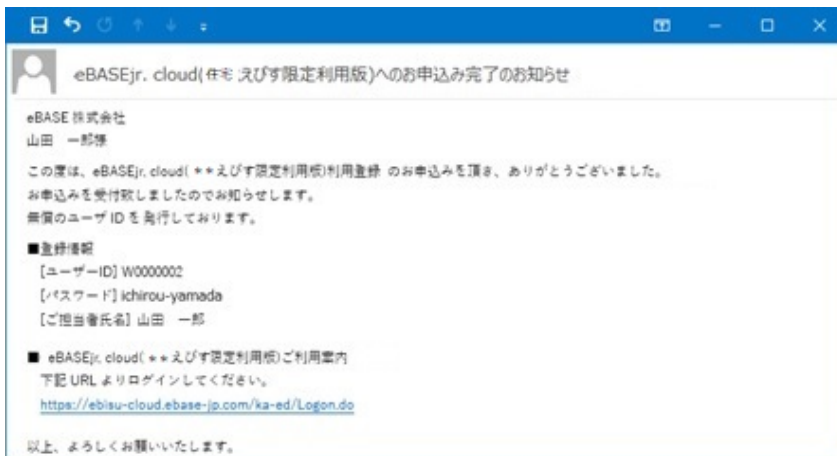 eBASEjr. cloud(住宅えびす限定利用版)へのお申込み完了のお知らせ
eBASE 株式会社
山田 一郎様
この度は、eBASEjr. cloud(**えびす限定利用版)利用登録 のお申込みを頂き、ありがとうございました。
お申込みを受付致しましたのでお知らせします。
無償のユーザ ID を発行しております。
■登録情報
[ユーザーID] W0000002
[パスワード] ichirou-yamada
[ご担当者氏名] 山田 一郎
■ eBASEjr. cloud(**えびす限定利用版)ご利用案内
下記 URL よりログインしてください。
https://ebisu-cloud.ebase-jp.com/ka-ed/Logon.do
以上、よろしくお願いいたします。